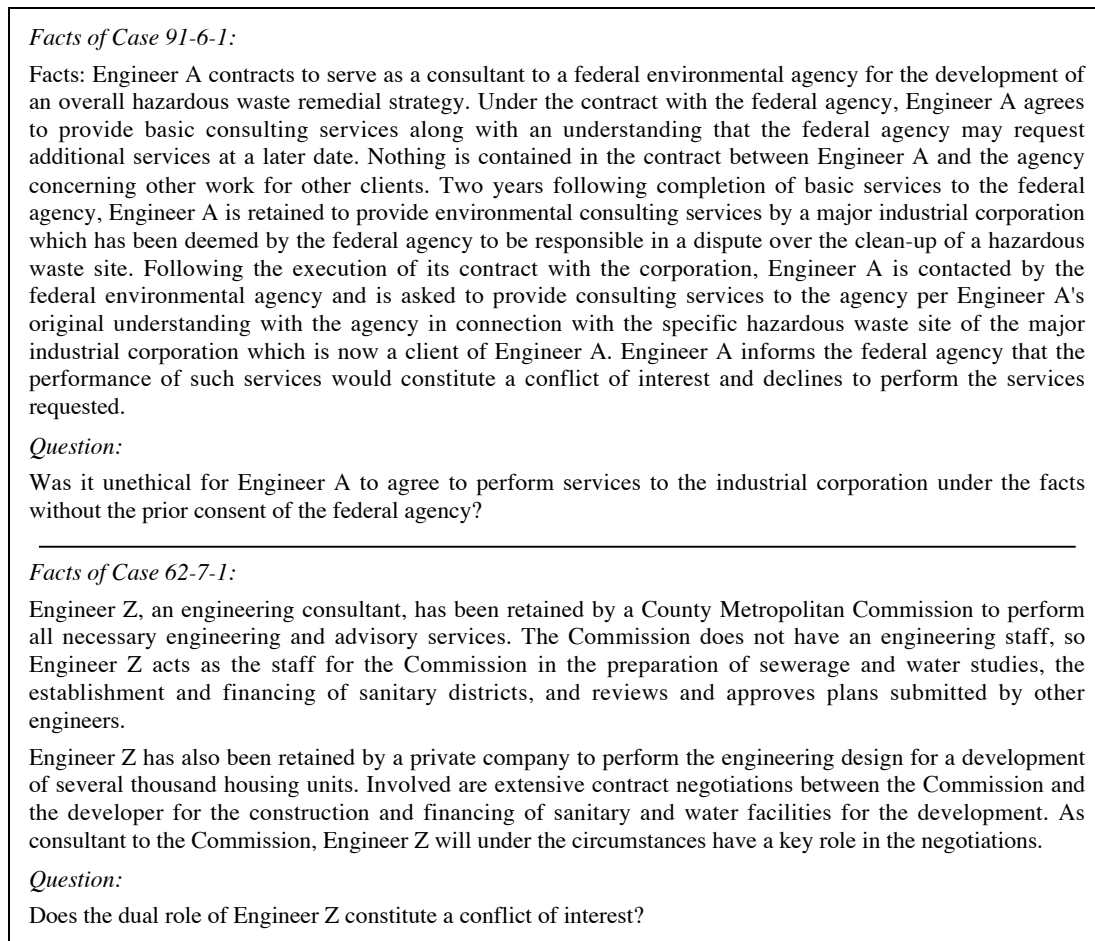 Facts of Case 91-6-1:
Facts: Engineer A contracts to serve as a consultant to a federal environmental agency for the development of
an overall hazardous waste remedial strategy. Under the contract with the federal agency, Engineer A agrees
to provide basic consulting services along with an understanding that the federal agency may request
additional services at a later date. Nothing is contained in the contract between Engineer A and the agency
concerning other work for other clients. Two years following completion of basic services to the federal
agency, Engineer A is retained to provide environmental consulting services by a major industrial corporation
which has been deemed by the federal agency to be responsible in a dispute over the clean-up of a hazardous
waste site. Following the execution of its contract with the corporation, Engineer A is contacted by the
federal environmental agency and is asked to provide consulting services to the agency per Engineer A's
original understanding with the agency in connection with the specific hazardous waste site of the major
industrial corporation which is now a client of Engineer A. Engineer A informs the federal agency that the
performance of such services would constitute a conflict of interest and declines to perform the services
requested.
Question:
Was it unethical for Engineer A to agree to perform services to the industrial corporation under the facts
without the prior consent of the federal agency?
Facts of Case 62-7-1:
Engineer Z, an engineering consultant, has been retained by a County Metropolitan Commission to perform
all necessary engineering and advisory services. The Commission does not have an engineering staff, so
Engineer Z acts as the staff for the Commission in the preparation of sewerage and water studies, the
establishment and financing of sanitary districts, and reviews and approves plans submitted by other
engineers.
Engineer Z has also been retained by a private company to perform the engineering design for a development
of several thousand housing units. Involved are extensive contract negotiations between the Commission and
the developer for the construction and financing of sanitary and water facilities for the development. As
consultant to the Commission, Engineer Z will under the circumstances have a key role in the negotiations.
Question:
Does the dual role of Engineer Z constitute a conflict of interest?